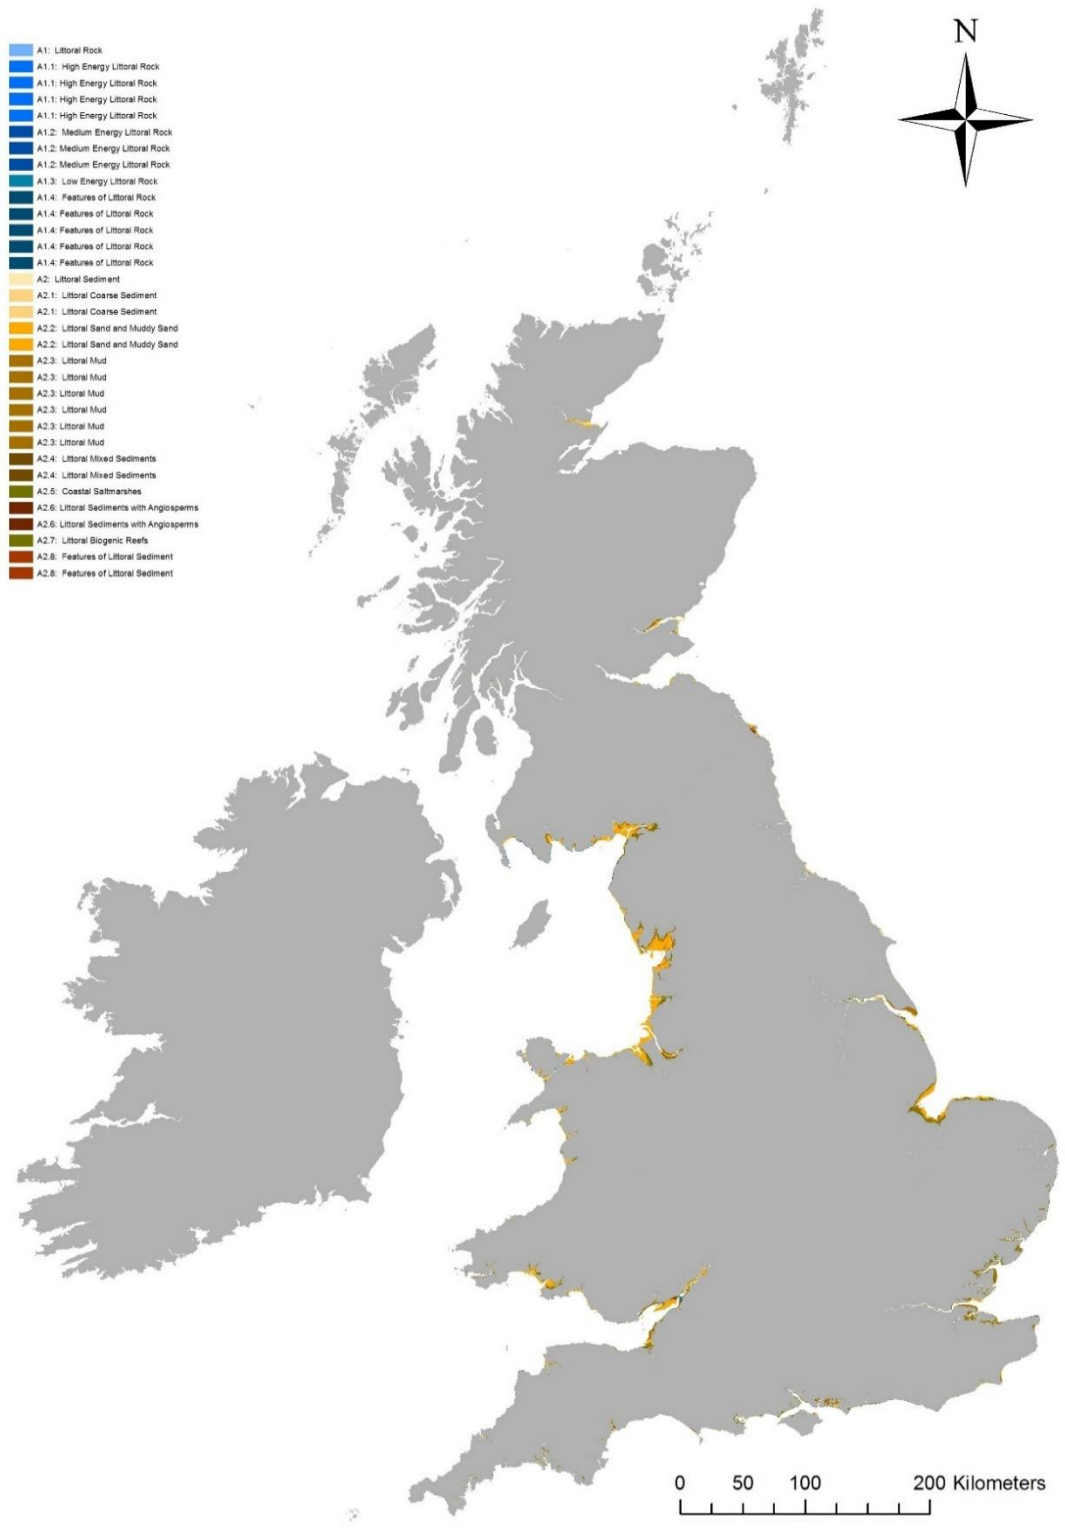 N
A1: Littoral Rock
A1.1: High Energy Littoral Rock
A1.1: High Energy Littoral Rock
A1.1: High Energy Littoral Rock
A1.1: High Energy Littoral Rock
A1.2: Medium Energy Littoral Rock
A1.2: Medium Energy Littoral Rock
A1.2: Medium Energy Littoral Rock
A1.3: Low Energy Littoral Rock
A1.4: Features of Littoral Rock
A1.4: Features of Littoral Rock
A1.4: Features of Littoral Rock
A1.4: Features of Littoral Rock
A1.4: Features of Littoral Rock
A2: Littoral Sediment
A2.1: Littoral Coarse Sediment
A2.1: Littoral Coarse Sediment
A2.2: Littoral Sand and Muddy Sand
A2.2: Littoral Sand and Muddy Sand
A2.3: Littoral Mud
A2.3: Littoral Mud
A2.3: Littoral Mud
A2.3: Littoral Mud
A2.3: Littoral Mud
A2.3: Littoral Mud
A2.4: Littoral Mixed Sediments
A2.4: Littoral Mixed Sediments
A2.5: Coastal Saltmarshes
A2.6: Littoral Sediments with Angiosperms
A2.6: Littoral Sediments with Angiosperms
A2.7: Littoral Biogenic Reefs
A2.8: Features of Littoral Sediment
A2.8: Features of Littoral Sediment
0 50 100 200 Kilometers